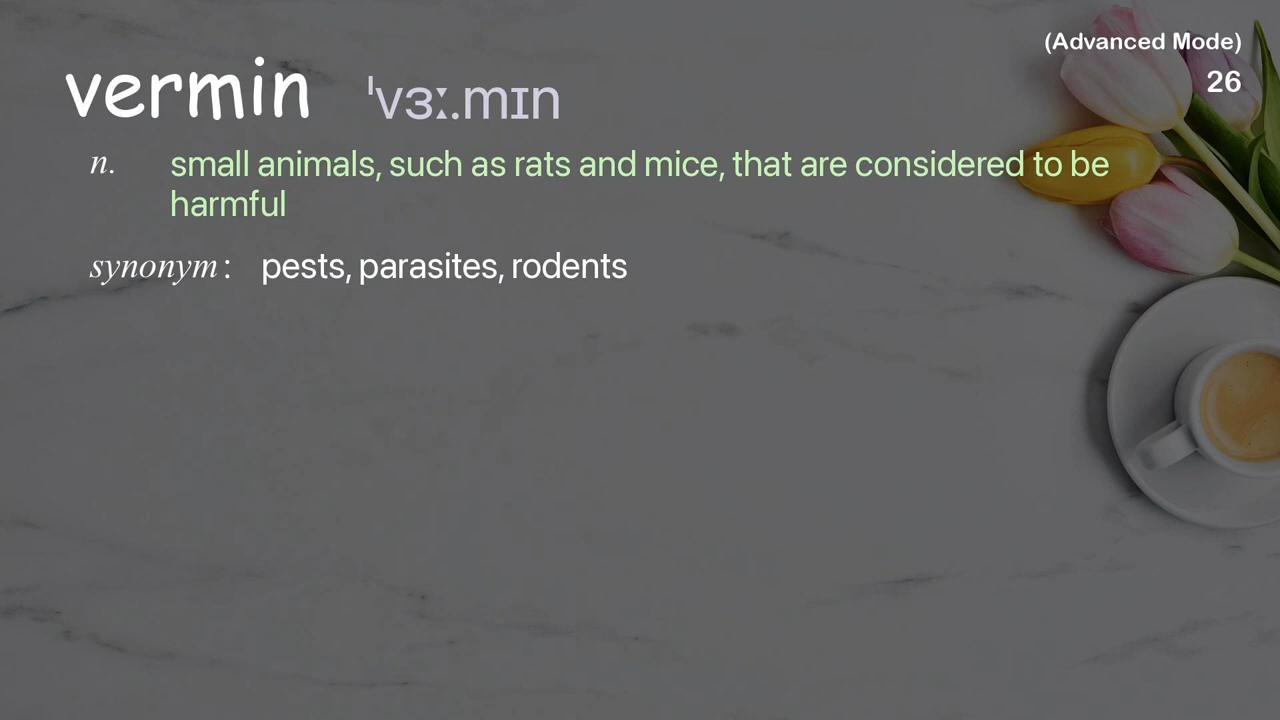 (Advanced Mode)
vermin ˈvɜː.mɪn
26
n. small animals, such as rats and mice, that are considered to be
harmful
synonym: pests, parasites, rodents